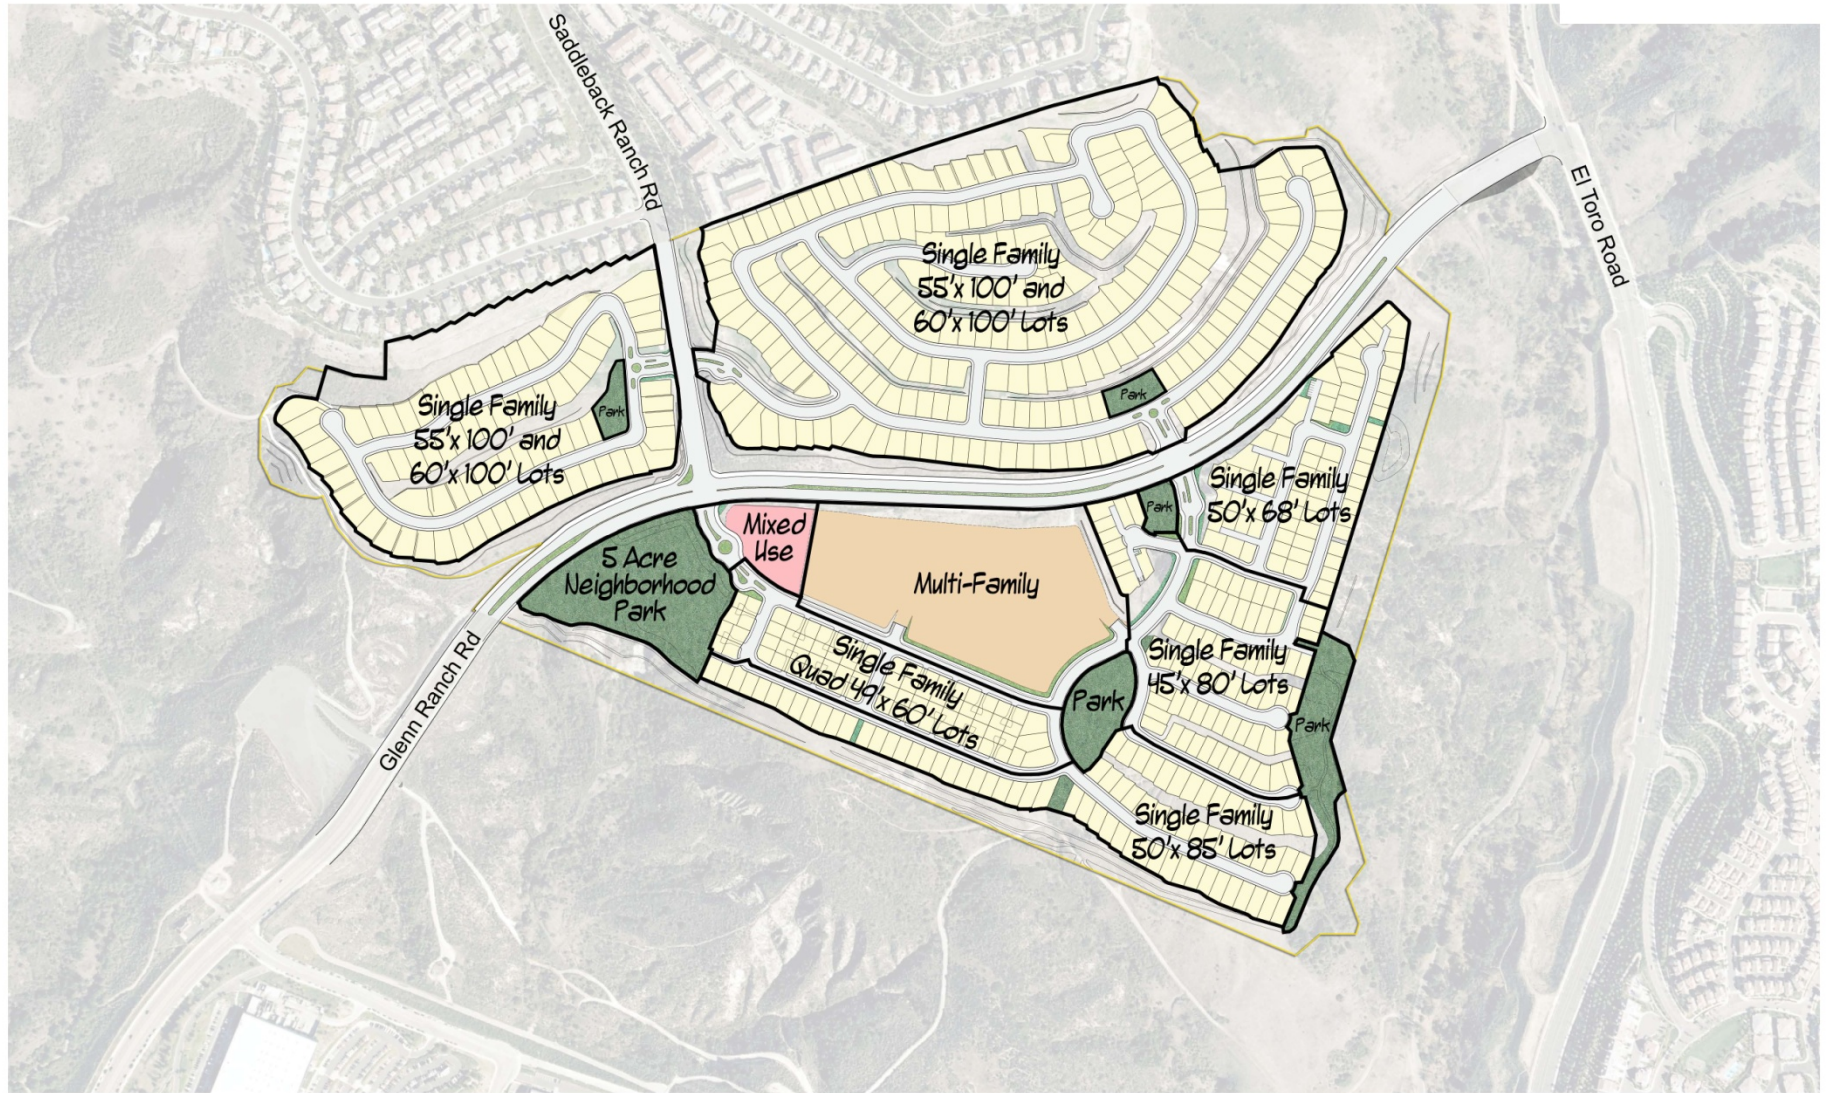 Saddleback Ranch Rd
El Toro Road
Single Family
55'x 100' and
60'x 100' Lots
Park
Single Family
55'x 100' and
60'x 100' Lots
Park
Single Family
50'x 68' Lots
Park
Mixed
Use
5 Acre
Neighborhood
Park
Multi-Family
Single Family
Quad 49'x 60' Lots
Single Family
45'x 80' Lots
Park
Park
Glenn Ranch Rd
Single Family
50'x 85' Lots